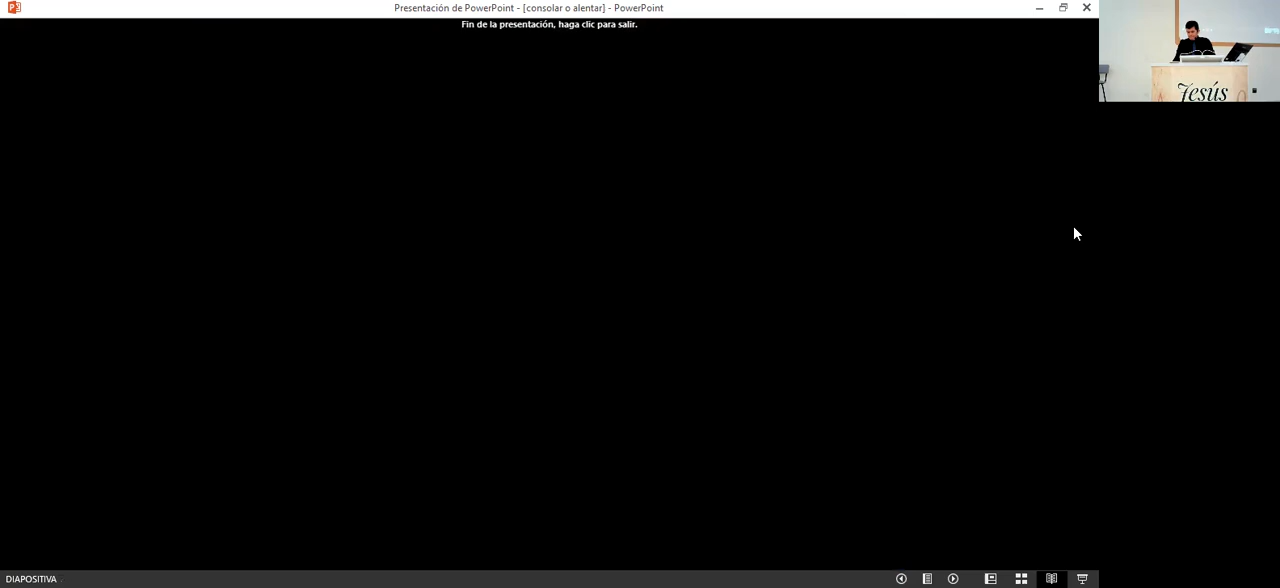 Presentación de PowerPoint - [consolar o alentar] - PowerPoint
Fin de la presentación, haga clic para salir.
Jesús
DIAPOSITIVA